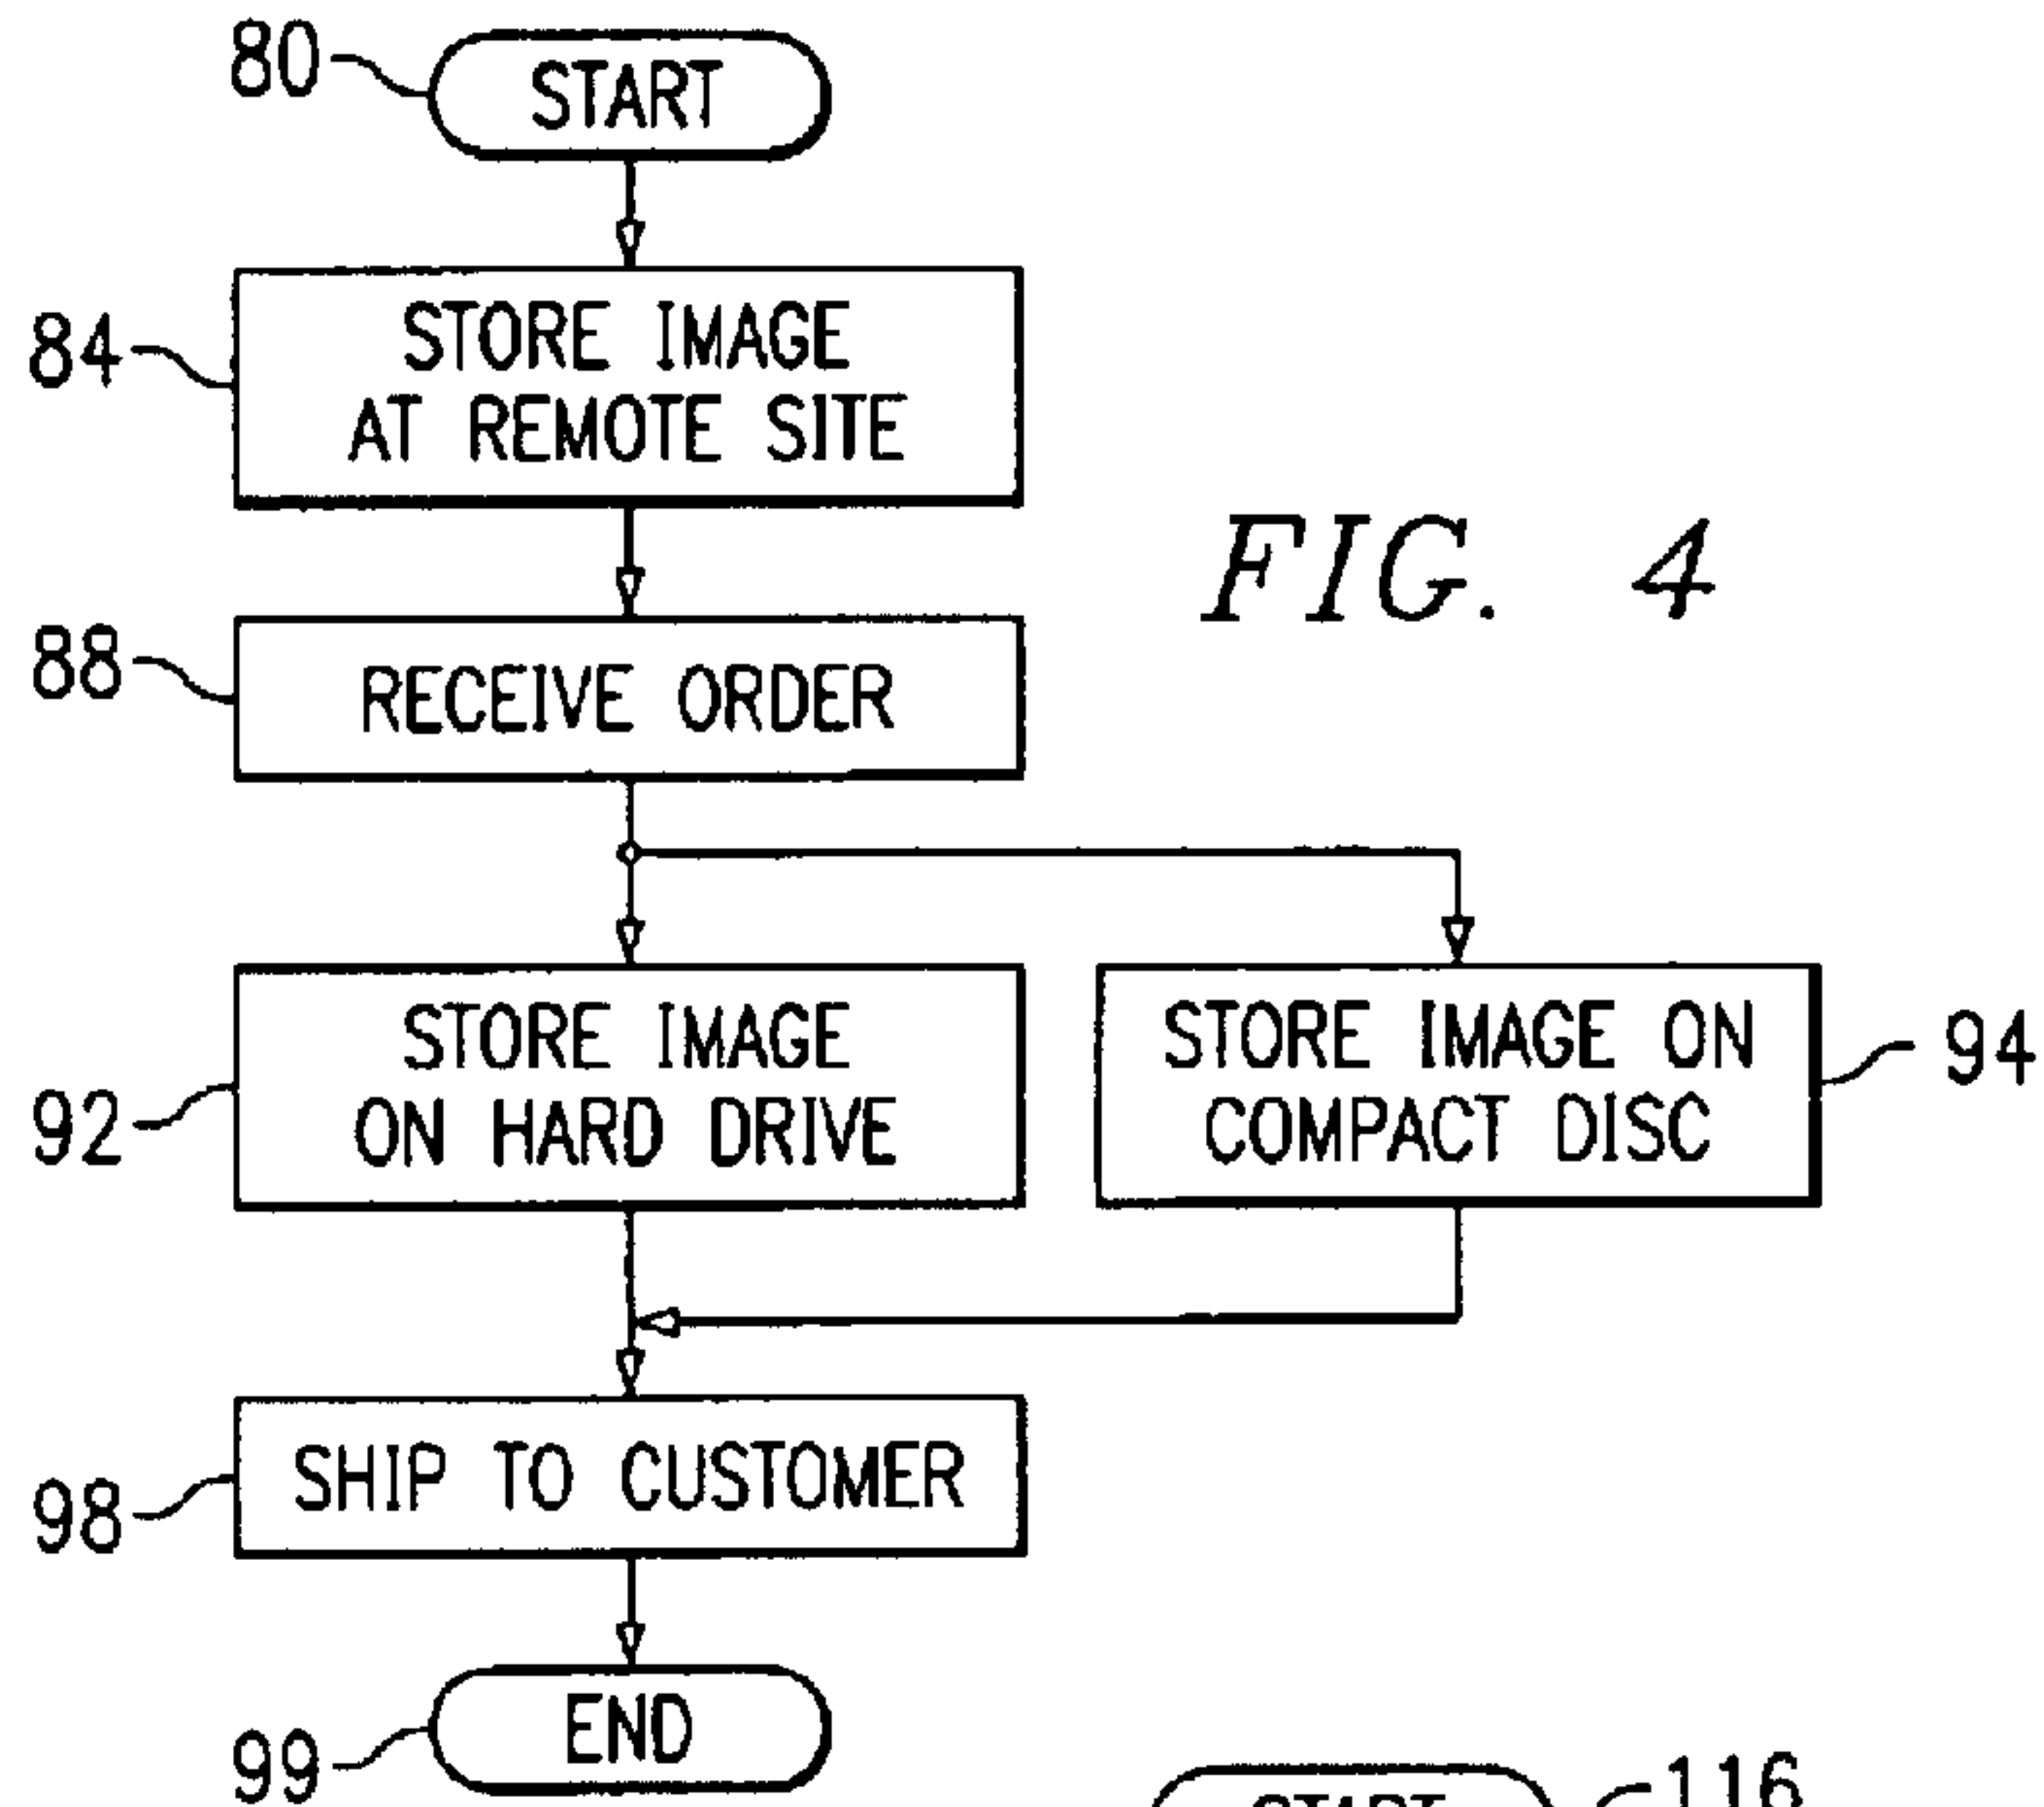 80
START
84
STORE IMAGE
AT REMOTE SITE
FIG. 4
88
RECEIVE ORDER
92
STORE IMAGE
ON HARD DRIVE
STORE IMAGE ON
COMPACT DISC
94
98
SHIP TO CUSTOMER
99
END
START
116